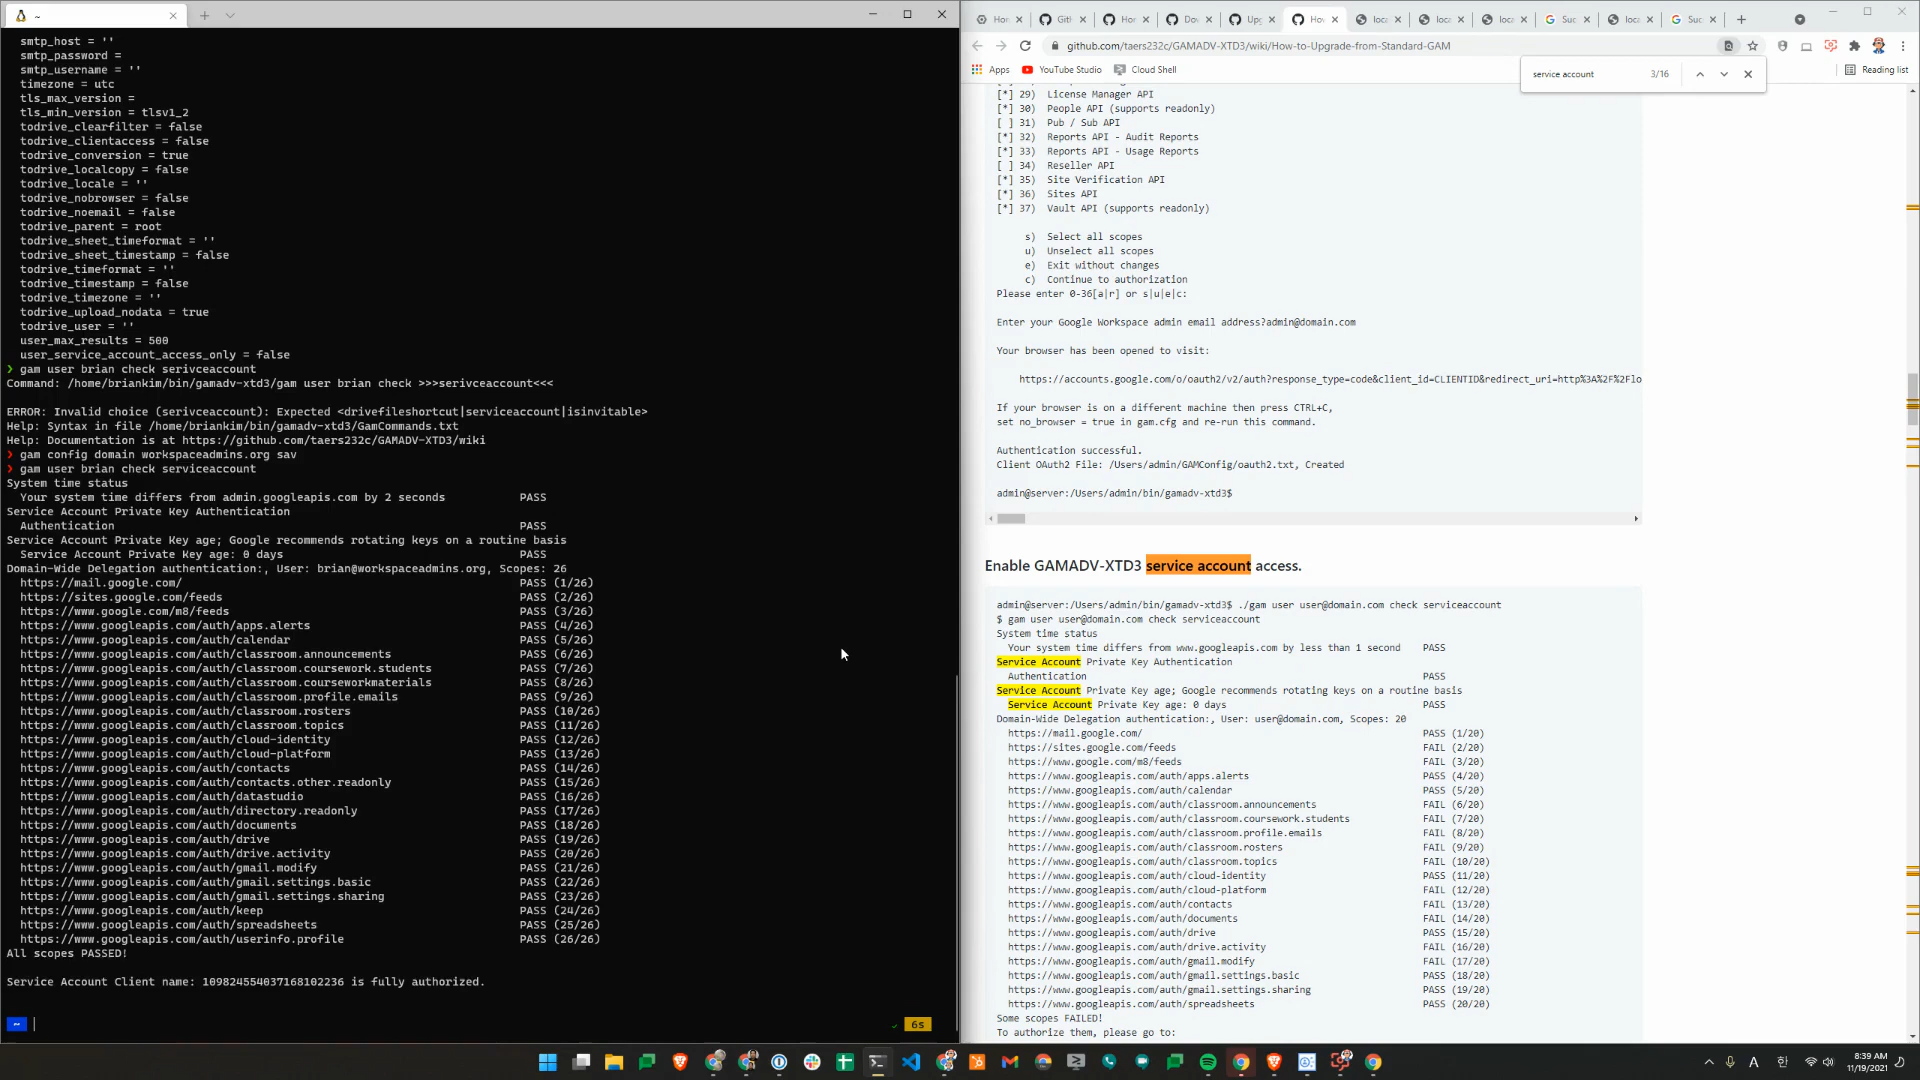 ~
smtp_host = ''
smtp_password =
smtp_username = ''
timezone = utc
tls_max_version =
tls_min_version = tlsv1_2
todrive_clearfilter = false
todrive_clientaccess = false
todrive_conversion = true
todrive_localcopy = false
todrive_locale = ''
todrive_nobrowser = false
todrive_noemail = false
todrive_parent = root
todrive_sheet_timeformat = ''
todrive_sheet_timestamp = false
todrive_timeformat = ''
todrive_timestamp = false
todrive_timezone = ''
todrive_upload_nodata = true
todrive_user = ''
user_max_results = 500
user_service_account_access_only = false
❯ gam user brian check serivceaccount
Command: /home/briankim/bin/gamadv-xtd3/gam user brian check >>>serivceaccount<<<
ERROR: Invalid choice (serivceaccount): Expected <drivefileshortcut|serviceaccount|isinvitable>
Help: Syntax in file /home/briankim/bin/gamadv-xtd3/GamCommands.txt
Help: Documentation is at https://github.com/taers232c/GAMADV-XTD3/wiki
❯ gam config domain workspaceadmins.org sav
❯ gam user brian check serviceaccount
System time status
Your system time differs from admin.googleapis.com by 2 seconds PASS
Service Account Private Key Authentication
Authentication PASS
Service Account Private Key age; Google recommends rotating keys on a routine basis
Service Account Private Key age: 0 days PASS
Domain-Wide Delegation authentication:, User: brian@workspaceadmins.org, Scopes: 26
https://mail.google.com/ PASS (1/26)
https://sites.google.com/feeds PASS (2/26)
https://www.google.com/m8/feeds PASS (3/26)
https://www.googleapis.com/auth/apps.alerts PASS (4/26)
https://www.googleapis.com/auth/calendar PASS (5/26)
https://www.googleapis.com/auth/classroom.announcements PASS (6/26)
https://www.googleapis.com/auth/classroom.coursework.students PASS (7/26)
https://www.googleapis.com/auth/classroom.courseworkmaterials PASS (8/26)
https://www.googleapis.com/auth/classroom.profile.emails PASS (9/26)
https://www.googleapis.com/auth/classroom.rosters PASS (10/26)
https://www.googleapis.com/auth/classroom.topics PASS (11/26)
https://www.googleapis.com/auth/cloud-identity PASS (12/26)
https://www.googleapis.com/auth/cloud-platform PASS (13/26)
https://www.googleapis.com/auth/contacts PASS (14/26)
https://www.googleapis.com/auth/contacts.other.readonly PASS (15/26)
https://www.googleapis.com/auth/datastudio PASS (16/26)
https://www.googleapis.com/auth/directory.readonly PASS (17/26)
https://www.googleapis.com/auth/documents PASS (18/26)
https://www.googleapis.com/auth/drive PASS (19/26)
https://www.googleapis.com/auth/drive.activity PASS (20/26)
https://www.googleapis.com/auth/gmail.modify PASS (21/26)
https://www.googleapis.com/auth/gmail.settings.basic PASS (22/26)
https://www.googleapis.com/auth/gmail.settings.sharing PASS (23/26)
https://www.googleapis.com/auth/keep PASS (24/26)
https://www.googleapis.com/auth/spreadsheets PASS (25/26)
https://www.googleapis.com/auth/userinfo.profile PASS (26/26)
All scopes PASSED!
Service Account Client name: 109824554037168102236 is fully authorized.
~ 6s
Ho Gitl Ho Do Upg Ho loca loca loca Suc loca Suc
github.com/taers232c/GAMADV-XTD3/wiki/How-to-Upgrade-from-Standard-GAM
Apps YouTube Studio Cloud Shell Reading list
service account 3/16
[*] 29) License Manager API
[*] 30) People API (supports readonly)
[ ] 31) Pub / Sub API
[*] 32) Reports API - Audit Reports
[*] 33) Reports API - Usage Reports
[ ] 34) Reseller API
[*] 35) Site Verification API
[*] 36) Sites API
[*] 37) Vault API (supports readonly)
s) Select all scopes
u) Unselect all scopes
e) Exit without changes
c) Continue to authorization
Please enter 0-36[a|r] or s|u|e|c:
Enter your Google Workspace admin email address?admin@domain.com
Your browser has been opened to visit:
https://accounts.google.com/o/oauth2/v2/auth?response_type=code&client_id=CLIENTID&redirect_uri=http%3A%2F%2Flo
If your browser is on a different machine then press CTRL+C,
set no_browser = true in gam.cfg and re-run this command.
Authentication successful.
Client OAuth2 File: /Users/admin/GAMConfig/oauth2.txt, Created
admin@server:/Users/admin/bin/gamadv-xtd3$
Enable GAMADV-XTD3 service account access.
admin@server:/Users/admin/bin/gamadv-xtd3$ ./gam user user@domain.com check serviceaccount
$ gam user user@domain.com check serviceaccount
System time status
Your system time differs from www.googleapis.com by less than 1 second PASS
Service Account Private Key Authentication
Authentication PASS
Service Account Private Key age; Google recommends rotating keys on a routine basis
Service Account Private Key age: 0 days PASS
Domain-Wide Delegation authentication:, User: user@domain.com, Scopes: 20
https://mail.google.com/ PASS (1/20)
https://sites.google.com/feeds FAIL (2/20)
https://www.google.com/m8/feeds FAIL (3/20)
https://www.googleapis.com/auth/apps.alerts PASS (4/20)
https://www.googleapis.com/auth/calendar PASS (5/20)
https://www.googleapis.com/auth/classroom.announcements FAIL (6/20)
https://www.googleapis.com/auth/classroom.coursework.students FAIL (7/20)
https://www.googleapis.com/auth/classroom.profile.emails FAIL (8/20)
https://www.googleapis.com/auth/classroom.rosters FAIL (9/20)
https://www.googleapis.com/auth/classroom.topics FAIL (10/20)
https://www.googleapis.com/auth/cloud-identity PASS (11/20)
https://www.googleapis.com/auth/cloud-platform FAIL (12/20)
https://www.googleapis.com/auth/contacts FAIL (13/20)
https://www.googleapis.com/auth/documents FAIL (14/20)
https://www.googleapis.com/auth/drive PASS (15/20)
https://www.googleapis.com/auth/drive.activity FAIL (16/20)
https://www.googleapis.com/auth/gmail.modify FAIL (17/20)
https://www.googleapis.com/auth/gmail.settings.basic PASS (18/20)
https://www.googleapis.com/auth/gmail.settings.sharing PASS (19/20)
https://www.googleapis.com/auth/spreadsheets PASS (20/20)
Some scopes FAILED!
To authorize them, please go to:
A 한 8:39 AM
11/19/2021